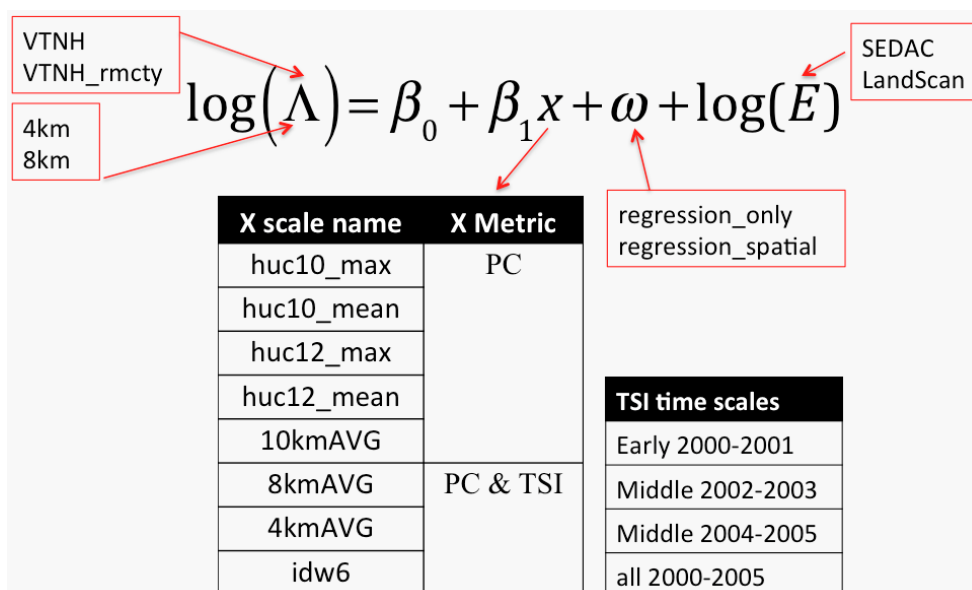 VTNH
VTNH_rmcty
4km
8km
log(Λ) = β₀ + β₁x + ω + log(E)
SEDAC
LandScan
regression_only
regression_spatial
X scale name X Metric
huc10_max PC
huc10_mean
huc12_max
huc12_mean
10kmAVG
8kmAVG PC & TSI
4kmAVG
idw6
TSI time scales
Early 2000-2001
Middle 2002-2003
Middle 2004-2005
all 2000-2005